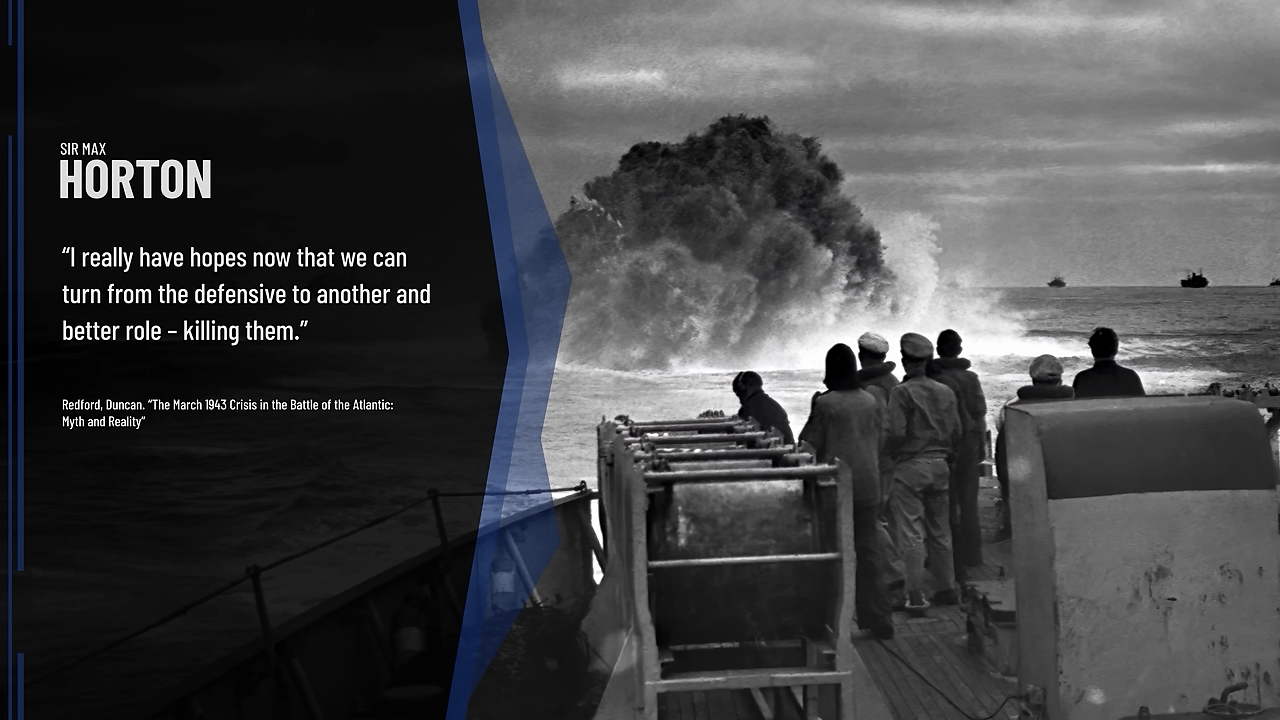 SIR MAX
HORTON
“I really have hopes now that we can
turn from the defensive to another and
better role – killing them.”
Redford, Duncan. “The March 1943 Crisis in the Battle of the Atlantic:
Myth and Reality”